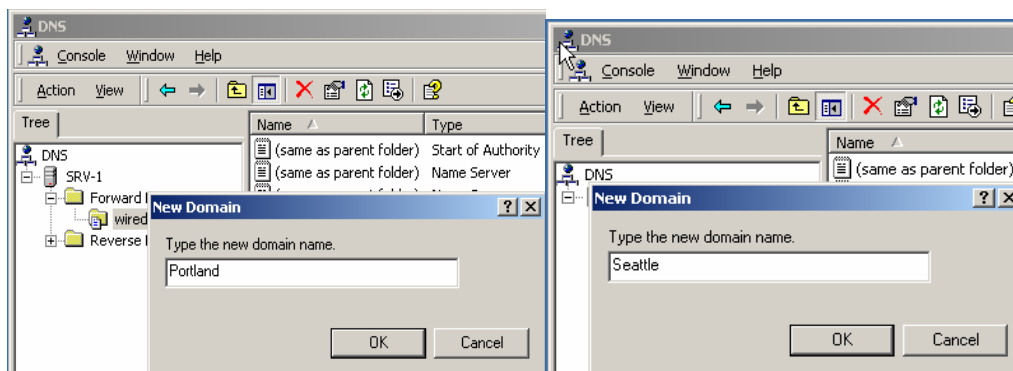 DNS
Console Window Help
Action View
Tree
Name Type
DNS
(same as parent folder) Start of Authority
SRV-1
(same as parent folder) Name Server
Forward
wired
Reverse
New Domain
Type the new domain name.
Portland
OK Cancel
DNS
Console Window Help
Action View
Tree
Name
DNS
(same as parent folder)
New Domain
Type the new domain name.
Seattle
OK Cancel